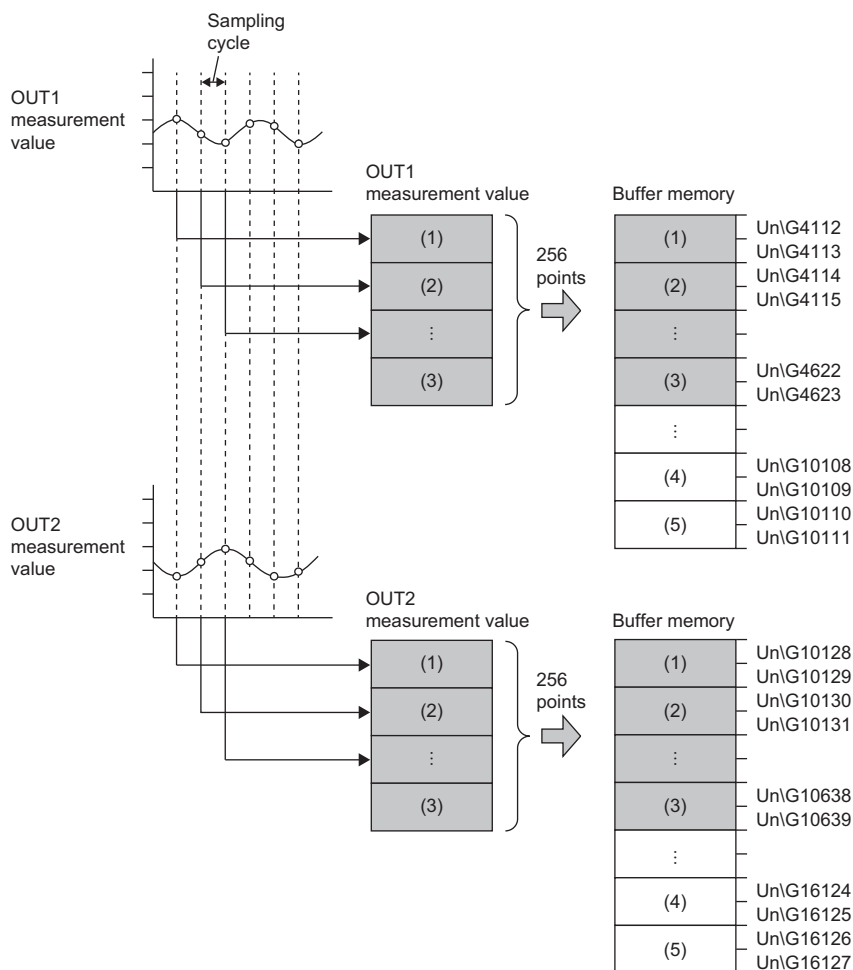 Sampling
cycle
OUT1
measurement
value
OUT1
measurement value
(1)
(2)
⋮
(3)
256
points
Buffer memory
(1)
(2)
⋮
(3)
⋮
(4)
(5)
Un\G4112
Un\G4113
Un\G4114
Un\G4115
Un\G4622
Un\G4623
Un\G10108
Un\G10109
Un\G10110
Un\G10111
OUT2
measurement
value
OUT2
measurement value
(1)
(2)
⋮
(3)
256
points
Buffer memory
(1)
(2)
⋮
(3)
⋮
(4)
(5)
Un\G10128
Un\G10129
Un\G10130
Un\G10131
Un\G10638
Un\G10639
Un\G16124
Un\G16125
Un\G16126
Un\G16127